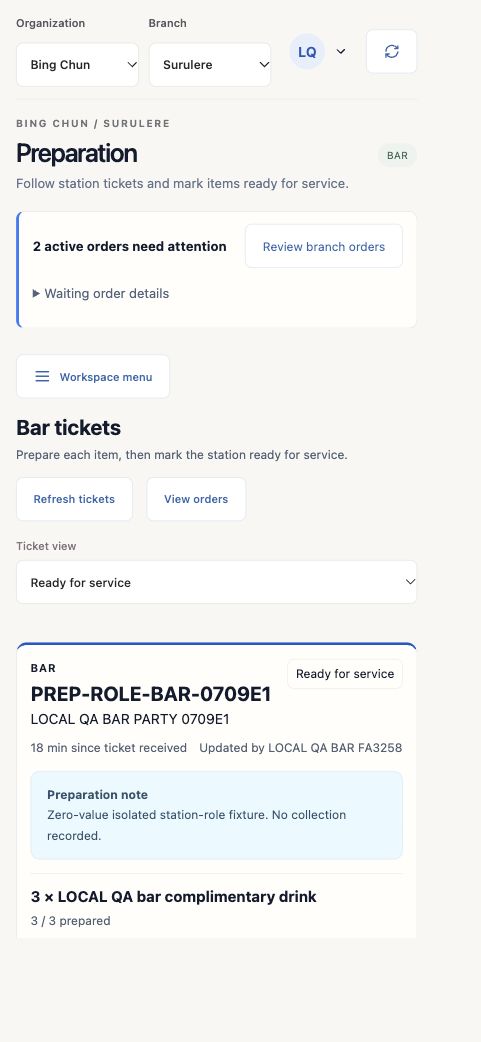 Organization
Branch
Bing Chun
Surulere
LQ
BING CHUN / SURULERE
Preparation
BAR
Follow station tickets and mark items ready for service.
2 active orders need attention
Review branch orders
Waiting order details
Workspace menu
Bar tickets
Prepare each item, then mark the station ready for service.
Refresh tickets
View orders
Ticket view
Ready for service
BAR
Ready for service
PREP-ROLE-BAR-0709E1
LOCAL QA BAR PARTY 0709E1
18 min since ticket received
Updated by LOCAL QA BAR FA3258
Preparation note
Zero-value isolated station-role fixture. No collection
recorded.
3 × LOCAL QA bar complimentary drink
3 / 3 prepared